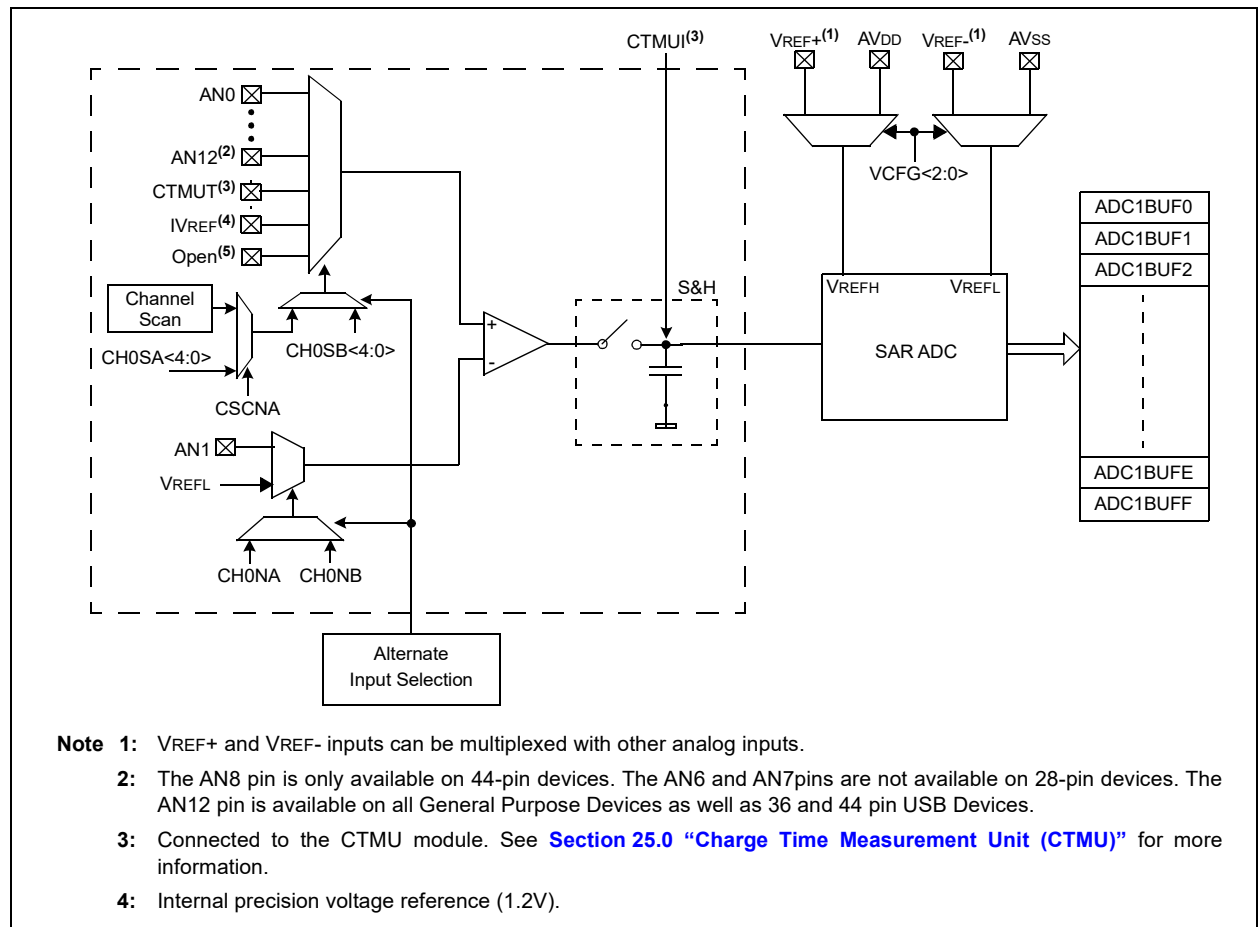 CTMUI(3)
VREF+(1) AVDD VREF-(1) AVSS
AN0
AN12(2)
CTMUT(3)
IVREF(4)
Open(5)
VCFG<2:0>
ADC1BUF0
ADC1BUF1
ADC1BUF2
Channel
Scan
S&H
VREFH VREFL
+
-
SAR ADC
CH0SA<4:0>
CH0SB<4:0>
CSCNA
AN1
VREFL
ADC1BUFE
ADC1BUFF
CH0NA CH0NB
Alternate
Input Selection
Note 1: VREF+ and VREF- inputs can be multiplexed with other analog inputs.
2: The AN8 pin is only available on 44-pin devices. The AN6 and AN7pins are not available on 28-pin devices. The
AN12 pin is available on all General Purpose Devices as well as 36 and 44 pin USB Devices.
3: Connected to the CTMU module. See Section 25.0 “Charge Time Measurement Unit (CTMU)” for more
information.
4: Internal precision voltage reference (1.2V).